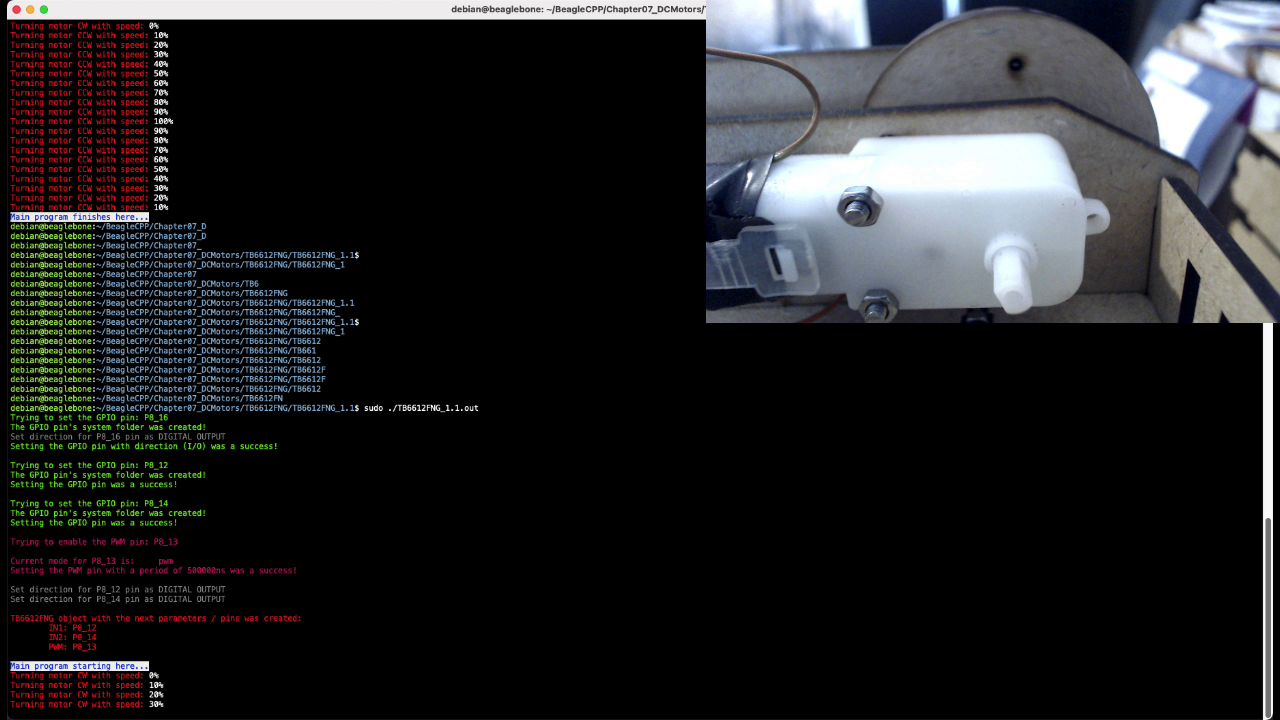 debian@beaglebone: ~/BeagleCPP/Chapter07_DCMotors/
Turning motor CW with speed: 0%
Turning motor CCW with speed: 10%
Turning motor CCW with speed: 20%
Turning motor CCW with speed: 30%
Turning motor CCW with speed: 40%
Turning motor CCW with speed: 50%
Turning motor CCW with speed: 60%
Turning motor CCW with speed: 70%
Turning motor CCW with speed: 80%
Turning motor CCW with speed: 90%
Turning motor CCW with speed: 100%
Turning motor CCW with speed: 90%
Turning motor CCW with speed: 80%
Turning motor CCW with speed: 70%
Turning motor CCW with speed: 60%
Turning motor CCW with speed: 50%
Turning motor CCW with speed: 40%
Turning motor CCW with speed: 30%
Turning motor CCW with speed: 20%
Turning motor CCW with speed: 10%
Main program finishes here...
debian@beaglebone:~/BeagleCPP/Chapter07_D
debian@beaglebone:~/BeagleCPP/Chapter07_D
debian@beaglebone:~/BeagleCPP/Chapter07_
debian@beaglebone:~/BeagleCPP/Chapter07_DCMotors/TB6612FNG/TB6612FNG_1.1$
debian@beaglebone:~/BeagleCPP/Chapter07_DCMotors/TB6612FNG/TB6612FNG_1
debian@beaglebone:~/BeagleCPP/Chapter07
debian@beaglebone:~/BeagleCPP/Chapter07_DCMotors/TB6
debian@beaglebone:~/BeagleCPP/Chapter07_DCMotors/TB6612FNG
debian@beaglebone:~/BeagleCPP/Chapter07_DCMotors/TB6612FNG/TB6612FNG_1.1
debian@beaglebone:~/BeagleCPP/Chapter07_DCMotors/TB6612FNG/TB6612FNG_
debian@beaglebone:~/BeagleCPP/Chapter07_DCMotors/TB6612FNG/TB6612FNG_1.1$
debian@beaglebone:~/BeagleCPP/Chapter07_DCMotors/TB6612FNG/TB6612FNG_1
debian@beaglebone:~/BeagleCPP/Chapter07_DCMotors/TB6612FNG/TB6612
debian@beaglebone:~/BeagleCPP/Chapter07_DCMotors/TB6612FNG/TB661
debian@beaglebone:~/BeagleCPP/Chapter07_DCMotors/TB6612FNG/TB6612
debian@beaglebone:~/BeagleCPP/Chapter07_DCMotors/TB6612FNG/TB6612F
debian@beaglebone:~/BeagleCPP/Chapter07_DCMotors/TB6612FNG/TB6612F
debian@beaglebone:~/BeagleCPP/Chapter07_DCMotors/TB6612FNG/TB6612
debian@beaglebone:~/BeagleCPP/Chapter07_DCMotors/TB6612FN
debian@beaglebone:~/BeagleCPP/Chapter07_DCMotors/TB6612FNG/TB6612FNG_1.1$ sudo ./TB6612FNG_1.1.out
Trying to set the GPIO pin: P8_16
The GPIO pin's system folder was created!
Set direction for P8_16 pin as DIGITAL OUTPUT
Setting the GPIO pin with direction (I/O) was a success!
Trying to set the GPIO pin: P8_12
The GPIO pin's system folder was created!
Setting the GPIO pin was a success!
Trying to set the GPIO pin: P8_14
The GPIO pin's system folder was created!
Setting the GPIO pin was a success!
Trying to enable the PWM pin: P8_13
Current mode for P8_13 is: pwm
Setting the PWM pin with a period of 500000ns was a success!
Set direction for P8_12 pin as DIGITAL OUTPUT
Set direction for P8_14 pin as DIGITAL OUTPUT
TB6612FNG object with the next parameters / pins was created:
IN1: P8_12
IN2: P8_14
PWM: P8_13
Main program starting here...
Turning motor CW with speed: 0%
Turning motor CW with speed: 10%
Turning motor CW with speed: 20%
Turning motor CW with speed: 30%